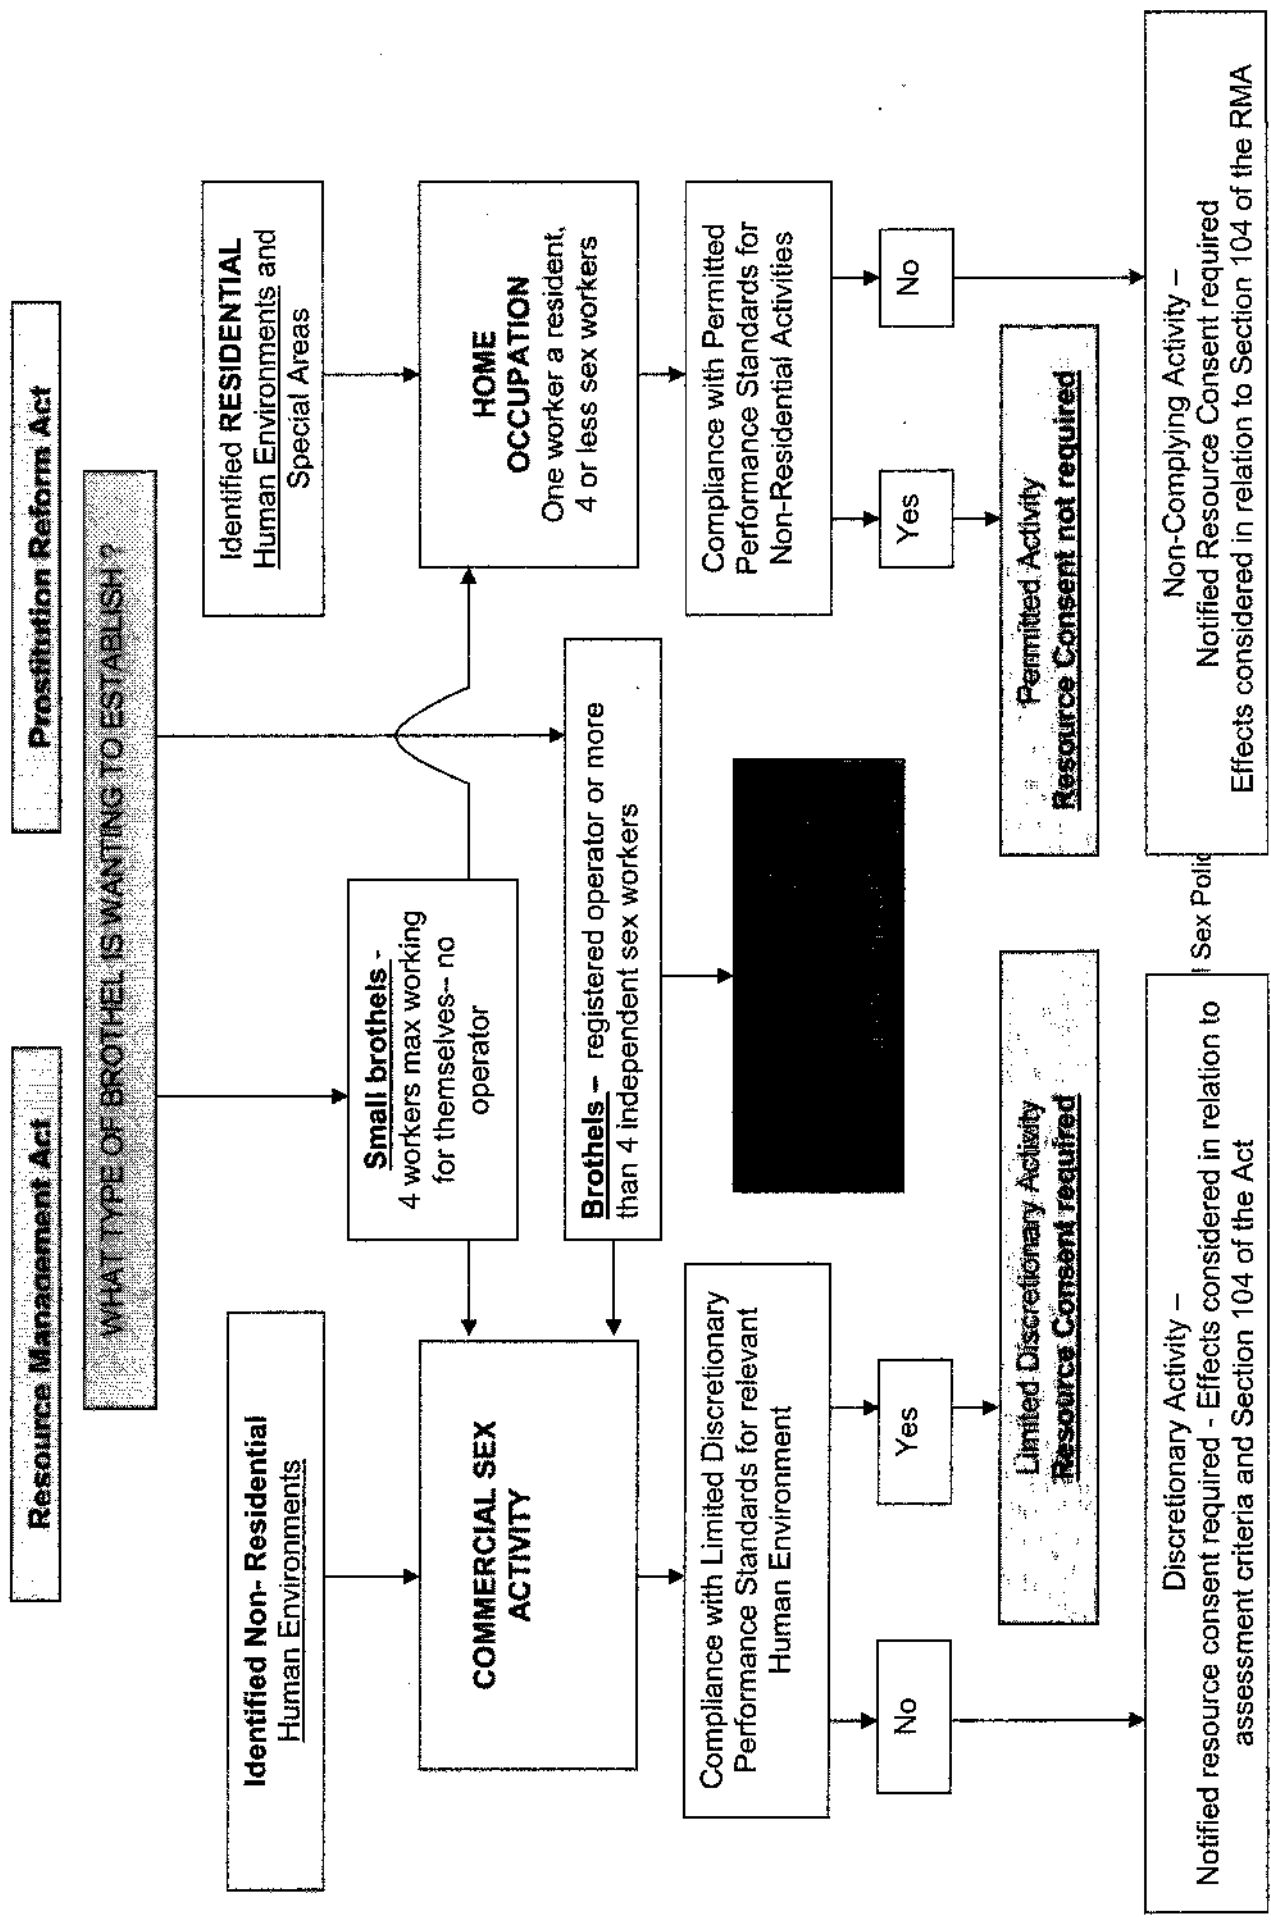 Resource Management Act
Prostitution Reform Act
WHAT TYPE OF BROTHEL IS WANTING TO ESTABLISH ?
Identified Non- Residential
Human Environments
Identified RESIDENTIAL
Human Environments and
Special Areas
Small brothels -
4 workers max working
for themselves-- no
operator
COMMERCIAL SEX
ACTIVITY
HOME
OCCUPATION
One worker a resident,
4 or less sex workers
Brothels – registered operator or more
than 4 independent sex workers
Compliance with Limited Discretionary
Performance Standards for relevant
Human Environment
Compliance with Permitted
Performance Standards for
Non-Residential Activities
No
Yes
Yes
No
Limited Discretionary Activity
Resource Consent required
Permitted Activity
Resource Consent not required
Discretionary Activity –
Notified resource consent required - Effects considered in relation to
assessment criteria and Section 104 of the Act
Sex
Non-Complying Activity –
Notified Resource Consent required
Effects considered in relation to Section 104 of the RMA